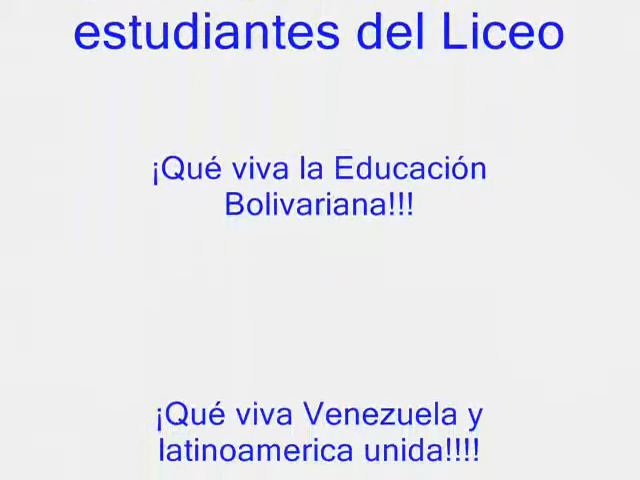 estudiantes del Liceo
¡Qué viva la Educación
Bolivariana!!!
¡Qué viva Venezuela y
latinoamerica unida!!!!